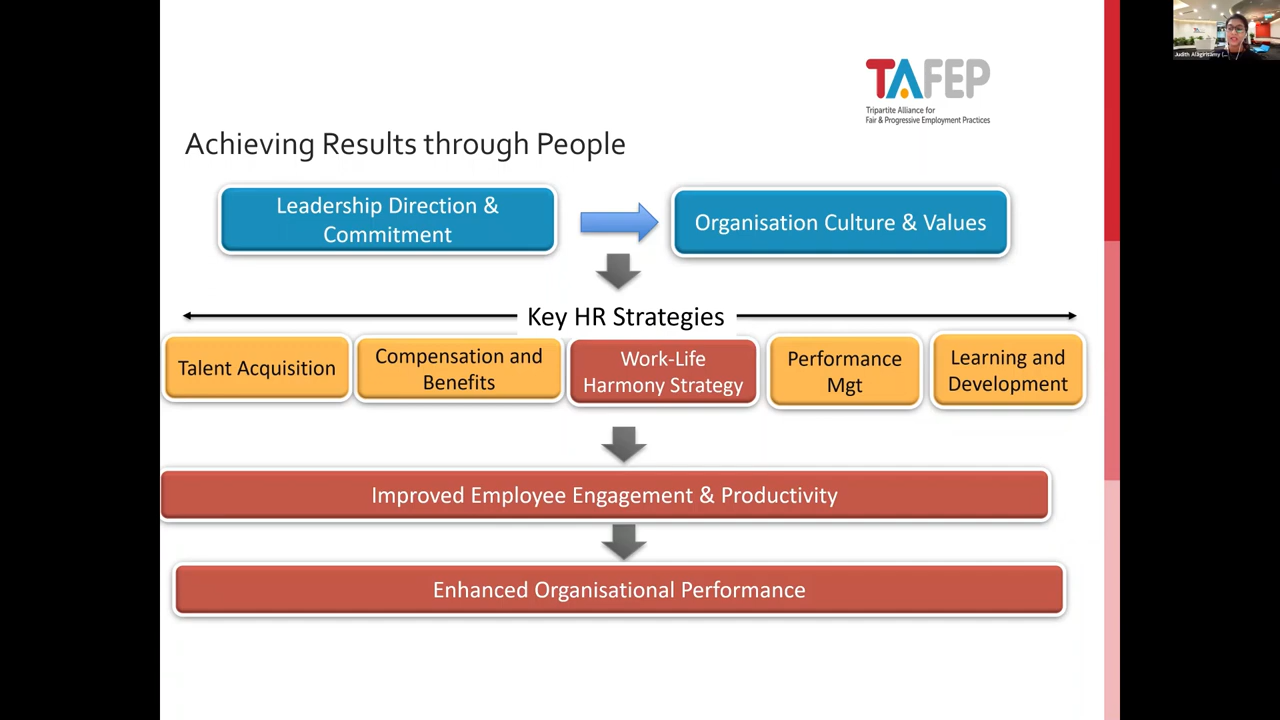 Judith Alagirisamy (...
TAFEP
Tripartite Alliance for
Fair & Progressive Employment Practices
Achieving Results through People
Leadership Direction &
Commitment
Organisation Culture & Values
Key HR Strategies
Talent Acquisition
Compensation and
Benefits
Work-Life
Harmony Strategy
Performance
Mgt
Learning and
Development
Improved Employee Engagement & Productivity
Enhanced Organisational Performance